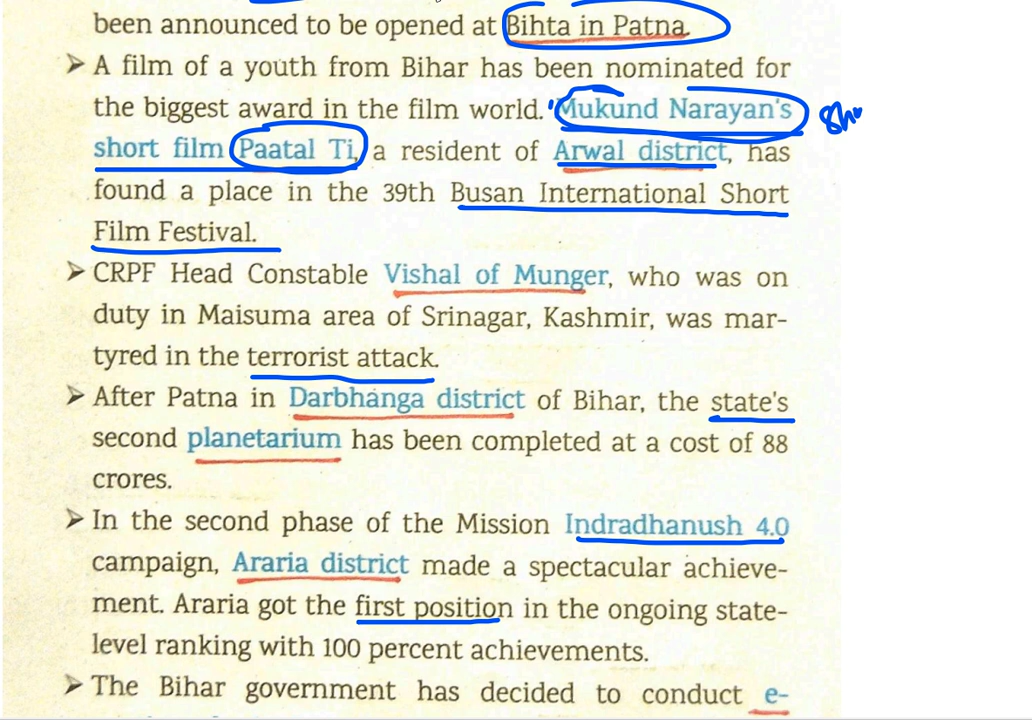 been announced to be opened at Bihta in Patna.
➤ A film of a youth from Bihar has been nominated for
the biggest award in the film world. 'Mukund Narayan's
short film Paatal Ti, a resident of Arwal district, has
found a place in the 39th Busan International Short
Film Festival.
➤ CRPF Head Constable Vishal of Munger, who was on
duty in Maisuma area of Srinagar, Kashmir, was mar-
tyred in the terrorist attack.
➤ After Patna in Darbhanga district of Bihar, the state's
second planetarium has been completed at a cost of 88
crores.
➤ In the second phase of the Mission Indradhanush 4.0
campaign, Araria district made a spectacular achieve-
ment. Araria got the first position in the ongoing state-
level ranking with 100 percent achievements.
➤ The Bihar government has decided to conduct e-